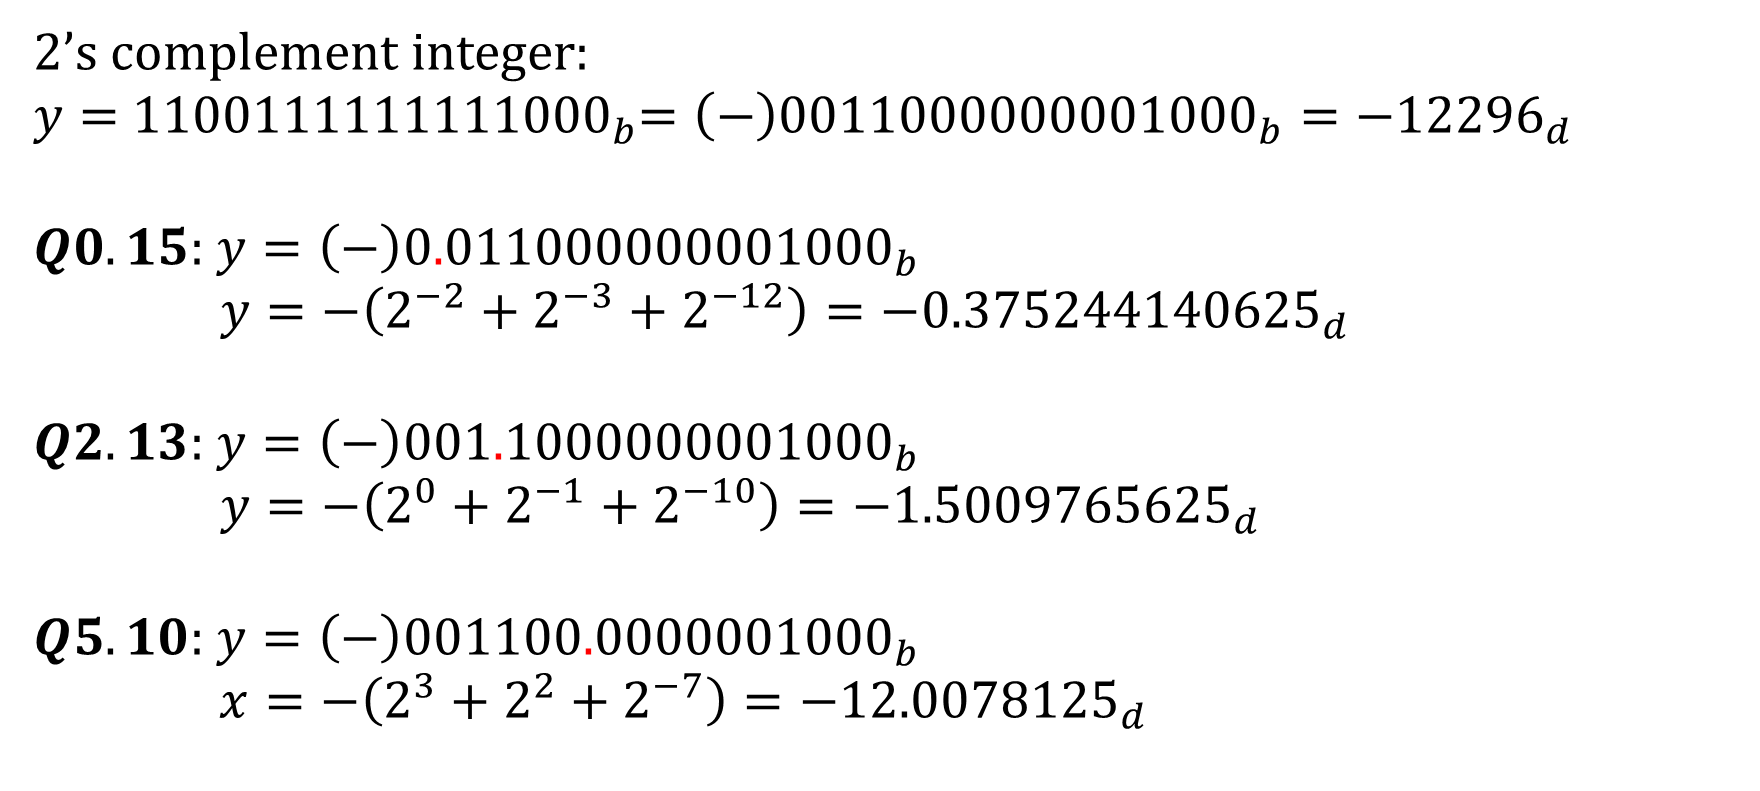 2’s complement integer:
y = 1100111111111000_b= (−)0011000000001000_b = −12296_d
Q0.15: y = (−)0.011000000001000_b
y = −(2^−2 + 2^−3 + 2^−12) = −0.375244140625_d
Q2.13: y = (−)001.1000000001000_b
y = −(2^0 + 2^−1 + 2^−10) = −1.5009765625_d
Q5.10: y = (−)001100.0000001000_b
x = −(2^3 + 2^2 + 2^−7) = −12.0078125_d